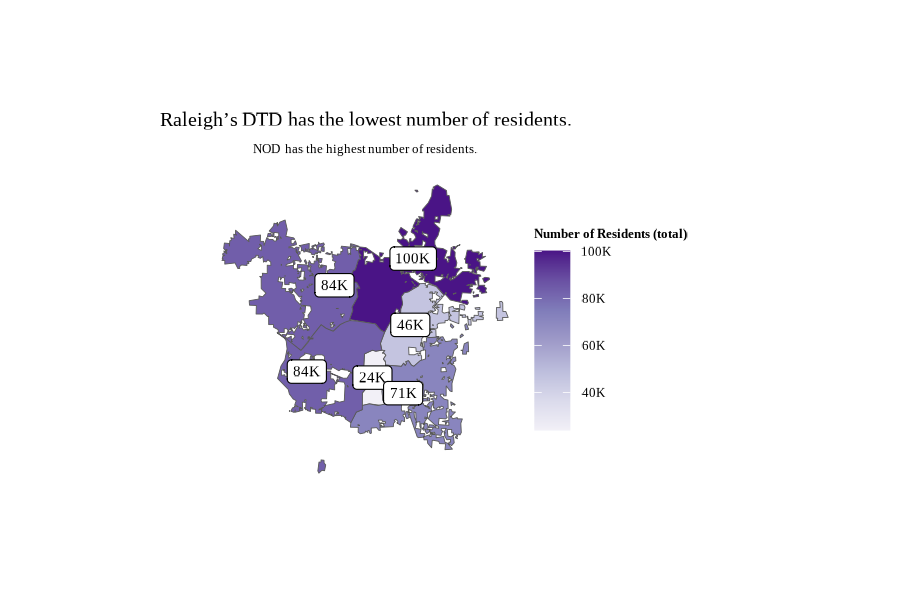 Raleigh’s DTD has the lowest number of residents.
NOD has the highest number of residents.
Number of Residents (total)
100K
80K
60K
40K
100K
84K
46K
84K
24K
71K